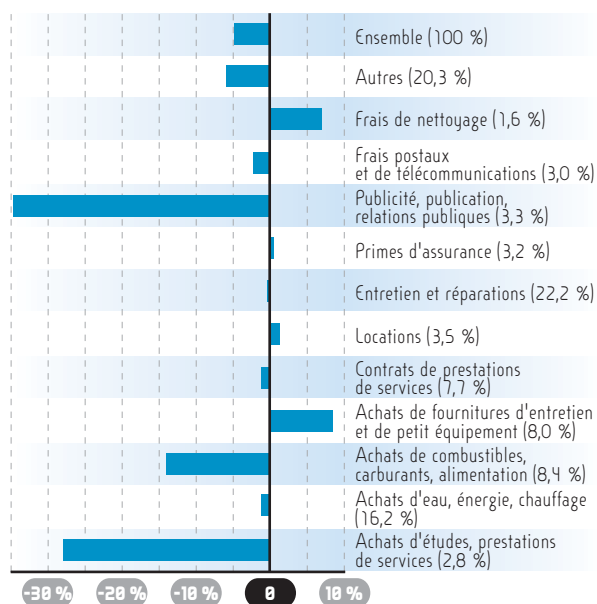 Ensemble (100 %)
Autres (20,3 %)
Frais de nettoyage (1,6 %)
Frais postaux
et de télécommunications (3,0 %)
Publicité, publication,
relations publiques (3,3 %)
Primes d'assurance (3,2 %)
Entretien et réparations (22,2 %)
Locations (3,5 %)
Contrats de prestations
de services (7,7 %)
Achats de fournitures d'entretien
et de petit équipement (8,0 %)
Achats de combustibles,
carburants, alimentation (8,4 %)
Achats d'eau, énergie, chauffage
(16,2 %)
Achats d'études, prestations
de services (2,8 %)
-30 % -20 % -10 % 0 10 %